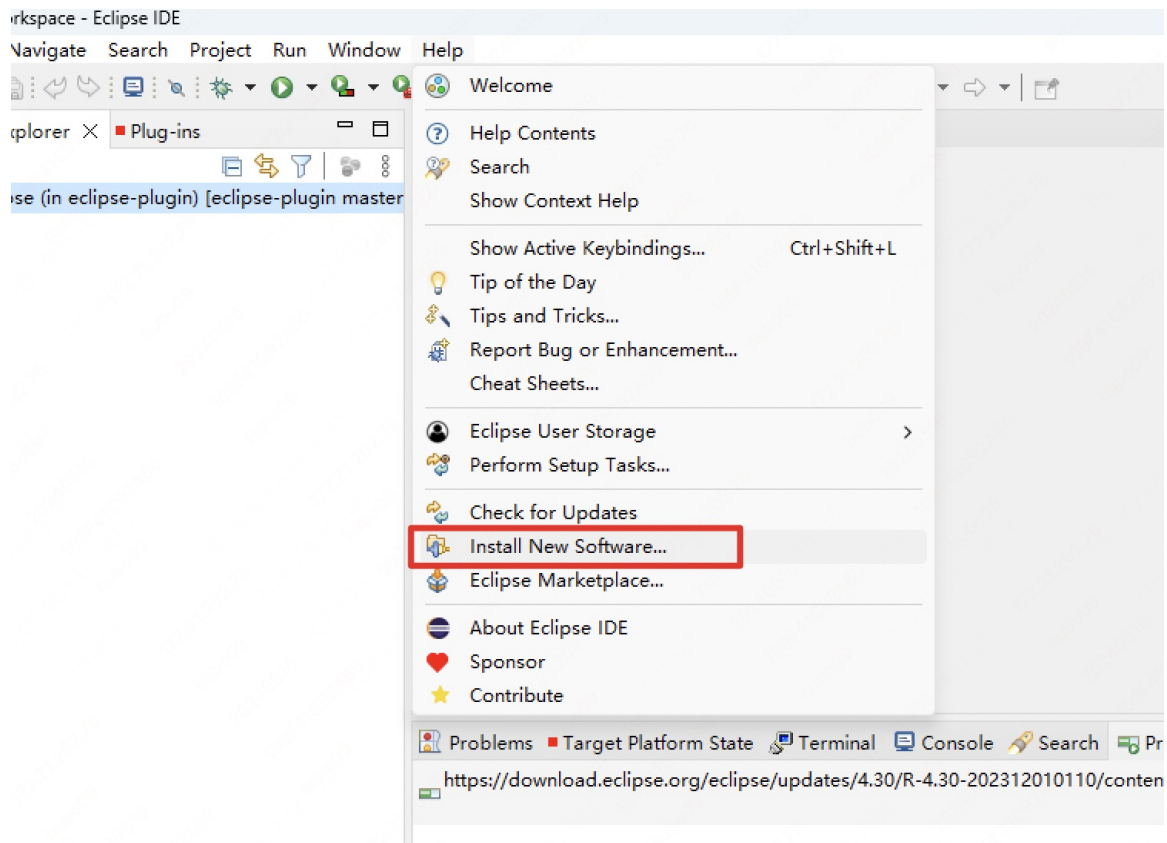 rkspace - Eclipse IDE
Navigate Search Project Run Window Help
plorer Plug-ins
ose (in eclipse-plugin) [eclipse-plugin master
Welcome
Help Contents
Search
Show Context Help
Show Active Keybindings... Ctrl+Shift+L
Tip of the Day
Tips and Tricks...
Report Bug or Enhancement...
Cheat Sheets...
Eclipse User Storage
Perform Setup Tasks...
Check for Updates
Install New Software...
Eclipse Marketplace...
About Eclipse IDE
Sponsor
Contribute
Problems Target Platform State Terminal Console Search Pr
https://download.eclipse.org/eclipse/updates/4.30/R-4.30-202312010110/conten